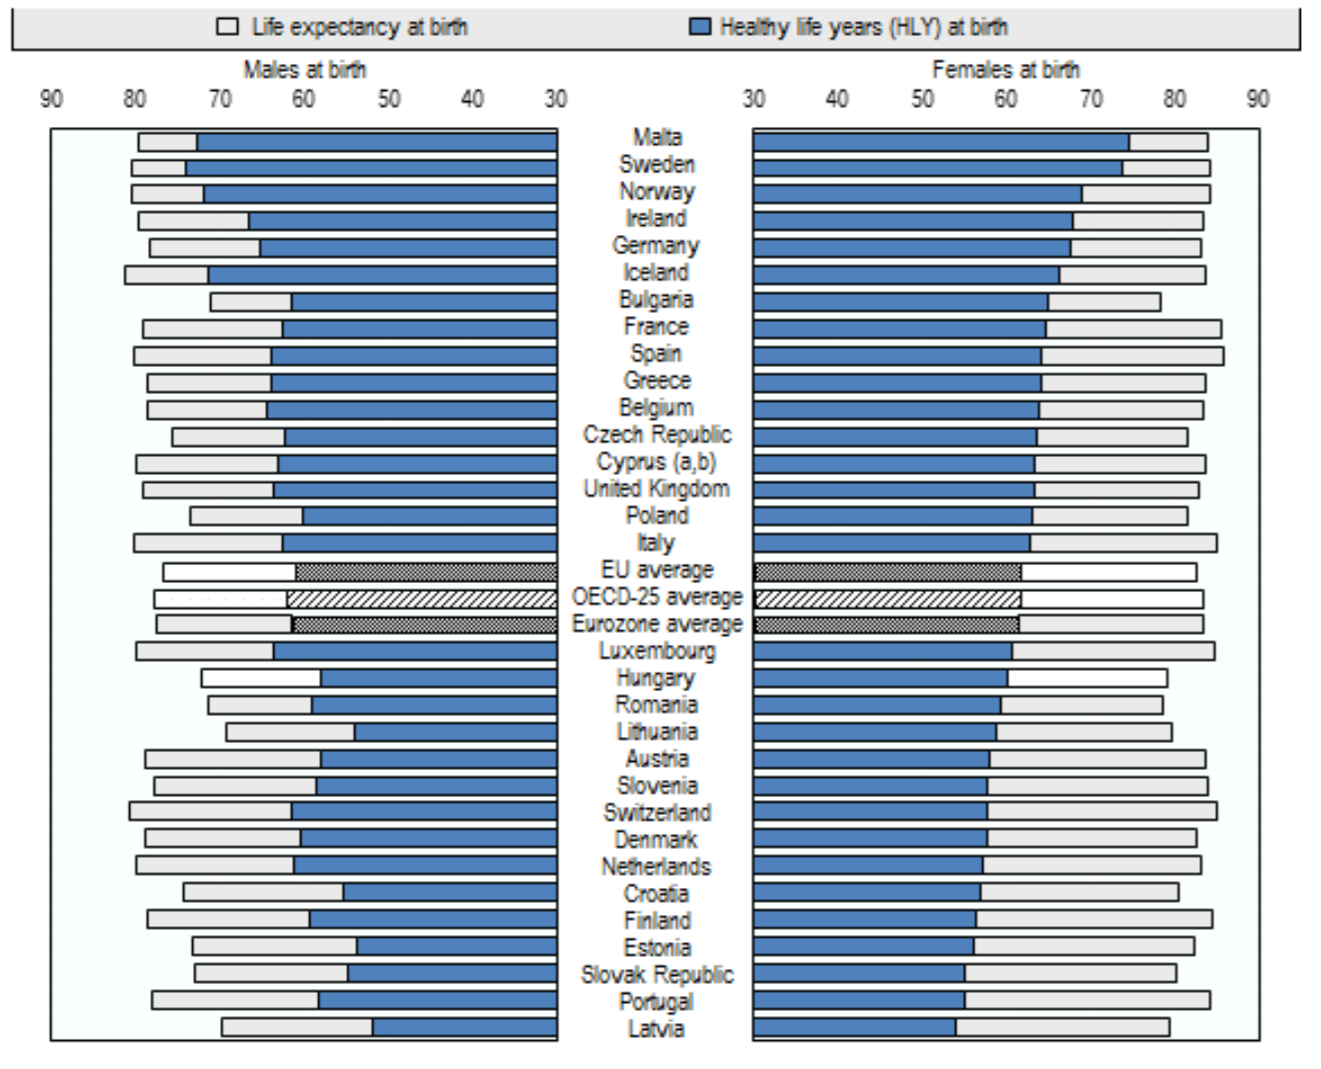 Life expectancy at birth Healthy life years (HLY) at birth
Males at birth Females at birth
90 80 70 60 50 40 30 30 40 50 60 70 80 90
Malta
Sweden
Norway
Ireland
Germany
Iceland
Bulgaria
France
Spain
Greece
Belgium
Czech Republic
Cyprus (a,b)
United Kingdom
Poland
Italy
EU average
OECD-25 average
Eurozone average
Luxembourg
Hungary
Romania
Lithuania
Austria
Slovenia
Switzerland
Denmark
Netherlands
Croatia
Finland
Estonia
Slovak Republic
Portugal
Latvia